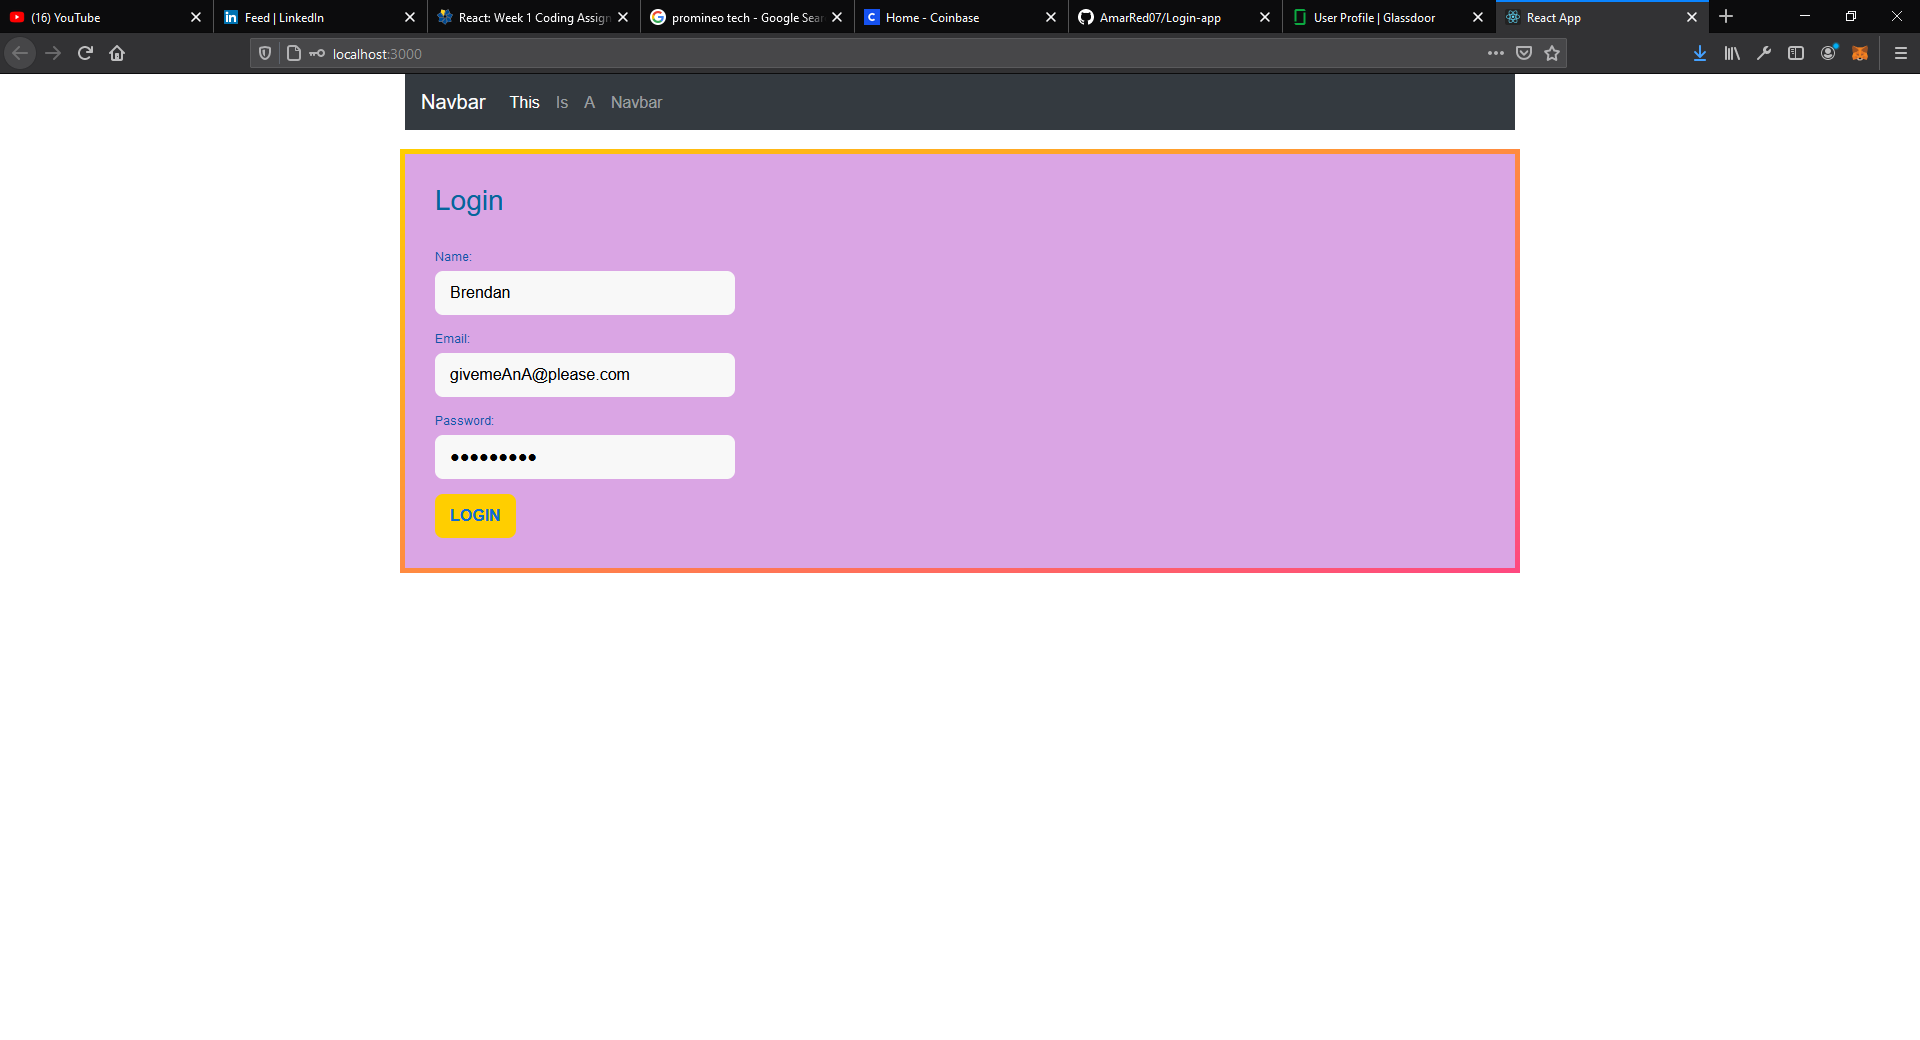 (16) YouTube
Feed | LinkedIn
React: Week 1 Coding Assign
promineo tech - Google Sear
Home - Coinbase
AmarRed07/Login-app
User Profile | Glassdoor
React App
localhost:3000
Navbar This Is A Navbar
Login
Name:
Brendan
Email:
givemeAnA@please.com
Password:
●●●●●●●●●
LOGIN